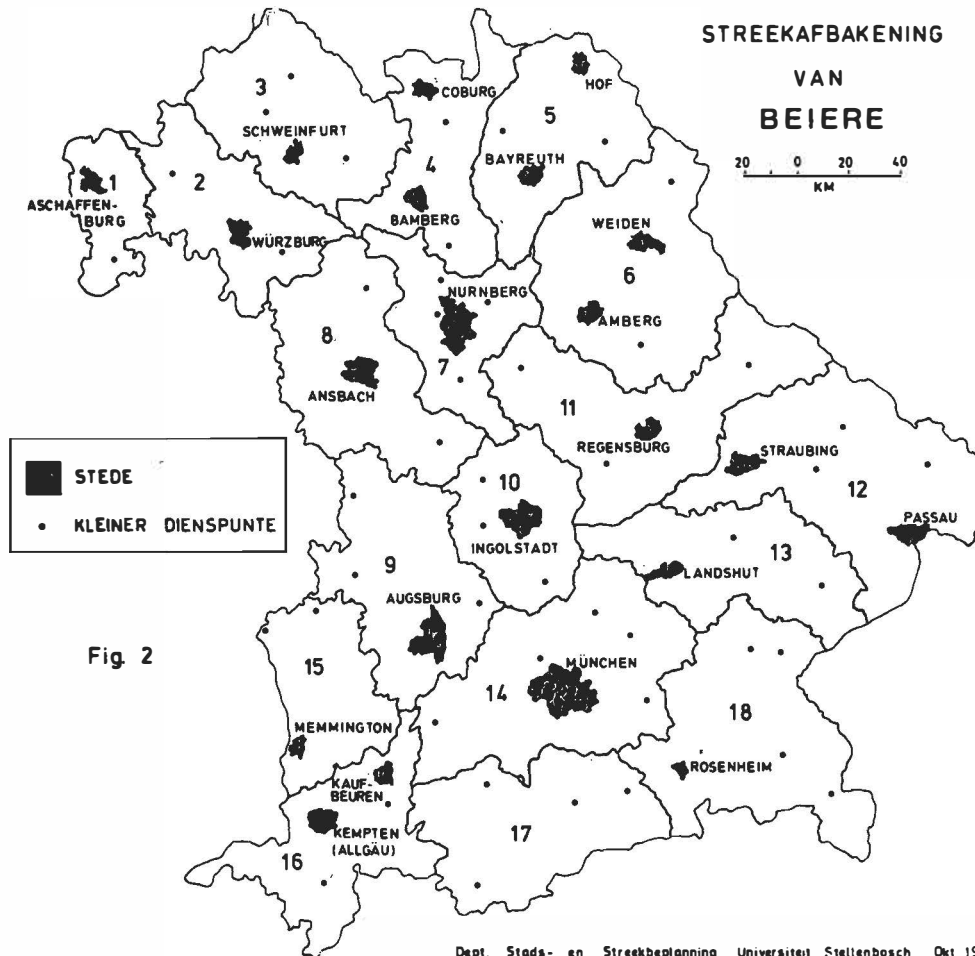 STREEKAFBAKENING
VAN
BEIERE
20 0 20 40
KM
3
COBURG
HOF
5
SCHWEINFURT
1
2
4
BAYREUTH
ASCHAFFEN-
BURG
BAMBERG
WÜRZBURG
WEIDEN
6
NURNBERG
AMBERG
8
7
ANSBACH
11
REGENSBURG
STRAUBING
STEDE
KLEINER DIENSPUNTE
10
12
INGOLSTADT
PASSAU
13
LANDSHUT
9
AUGSBURG
Fig. 2
15
MÜNCHEN
14
18
MEMMINGTON
ROSENHEIM
KAUF-
BEUREN
KEMPTEN
(ALLGÄU)
17
16
Dept. Stads- en Streekbeplanning Universiteit Stellenbosch Okt 19